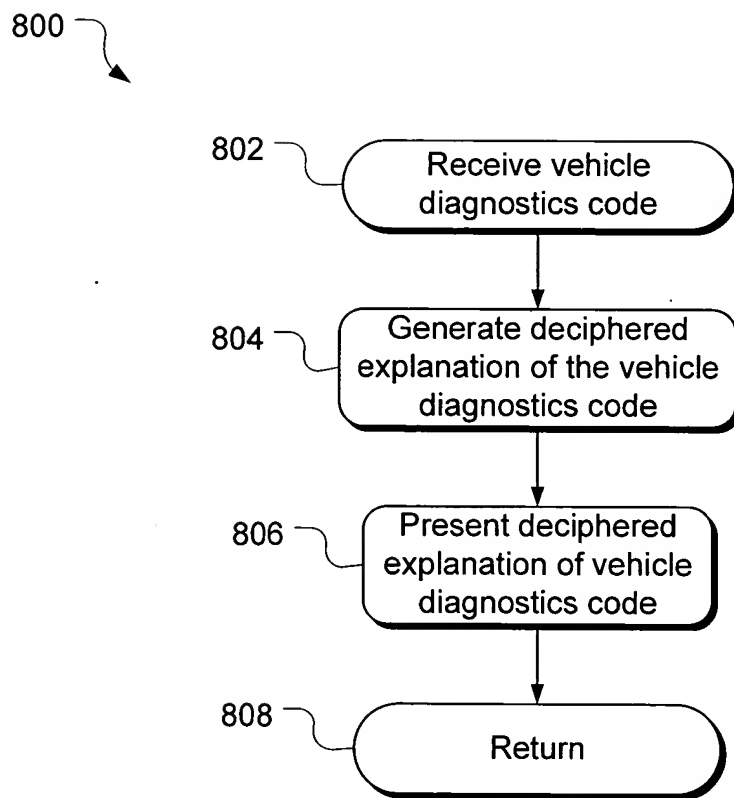 800
802
Receive vehicle
diagnostics code
804
Generate deciphered
explanation of the vehicle
diagnostics code
806
Present deciphered
explanation of vehicle
diagnostics code
808
Return